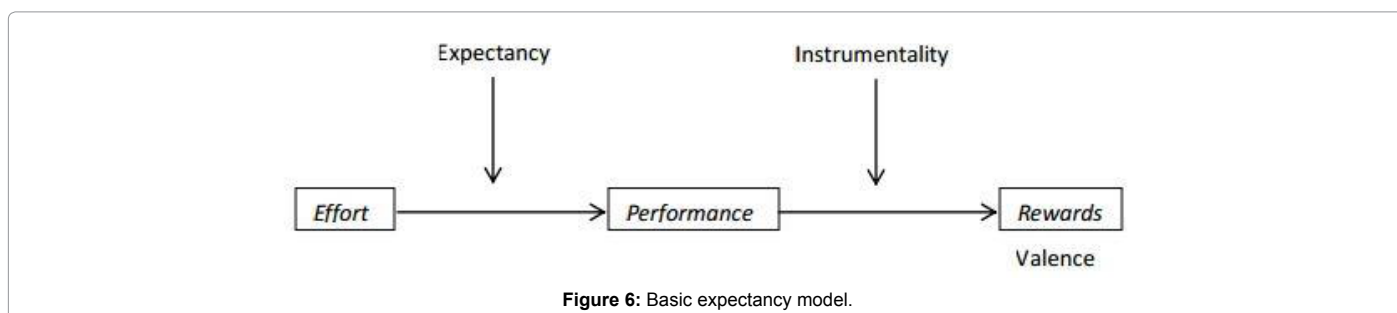 Expectancy Instrumentality
Effort Performance Rewards
Valence
Figure 6: Basic expectancy model.